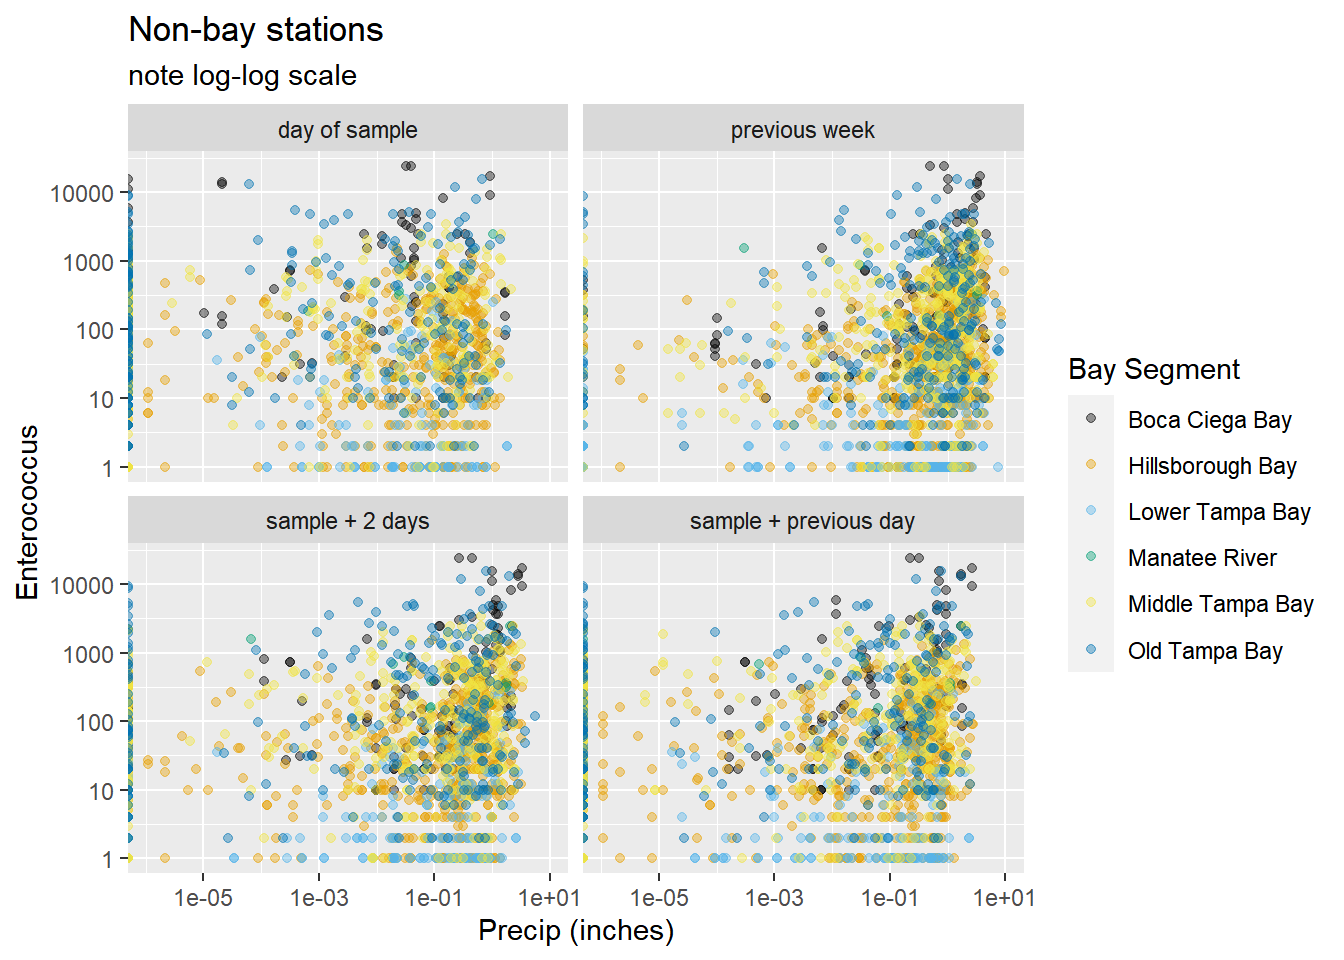 Non-bay stations
note log-log scale
day of sample
previous week
10000
1000
100
10
1
sample + 2 days
sample + previous day
10000
1000
100
10
1
1e-05
1e-03
1e-01
1e+01
1e-05
1e-03
1e-01
1e+01
Precip (inches)
Enterococcus
Bay Segment
Boca Ciega Bay
Hillsborough Bay
Lower Tampa Bay
Manatee River
Middle Tampa Bay
Old Tampa Bay